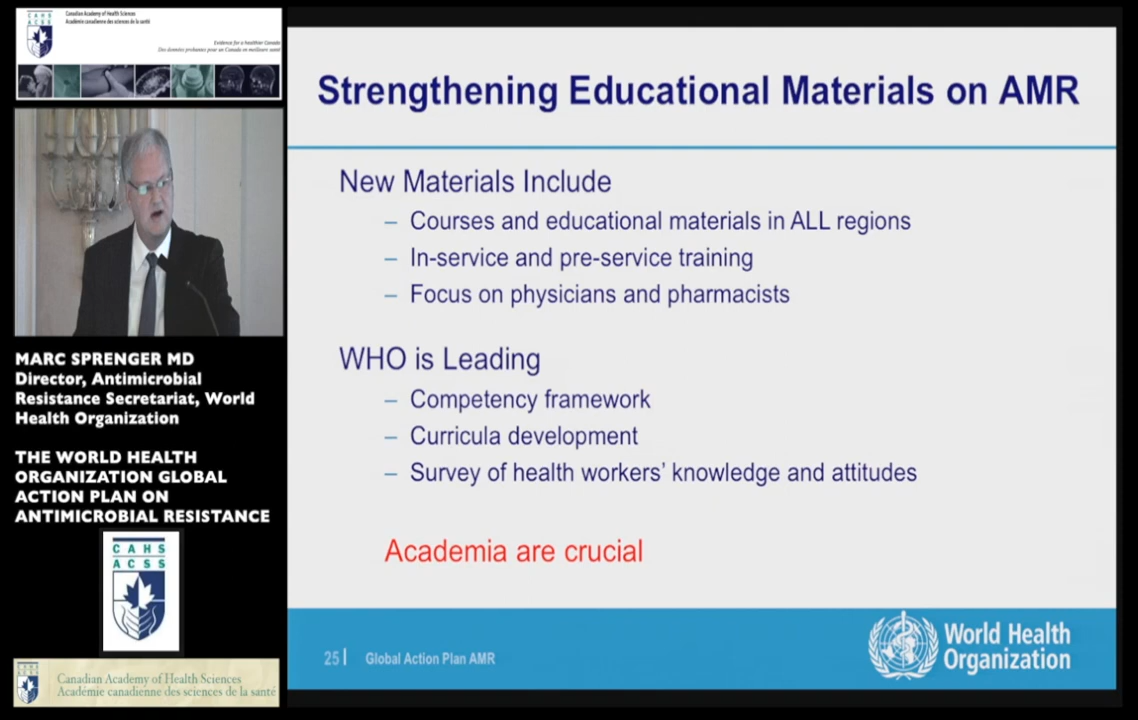 Canadian Academy of Health Sciences
Académie canadienne des sciences de la santé
Evidence for a healthier Canada
Des données probantes pour un Canada en meilleure santé
MARC SPRENGER MD
Director, Antimicrobial
Resistance Secretariat, World
Health Organization
THE WORLD HEALTH
ORGANIZATION GLOBAL
ACTION PLAN ON
ANTIMICROBIAL RESISTANCE
CAHS
ACSS
Canadian Academy of Health Sciences
Académie canadienne des sciences de la santé
Strengthening Educational Materials on AMR
New Materials Include
– Courses and educational materials in ALL regions
– In-service and pre-service training
– Focus on physicians and pharmacists
WHO is Leading
– Competency framework
– Curricula development
– Survey of health workers’ knowledge and attitudes
Academia are crucial
25 | Global Action Plan AMR
World Health
Organization